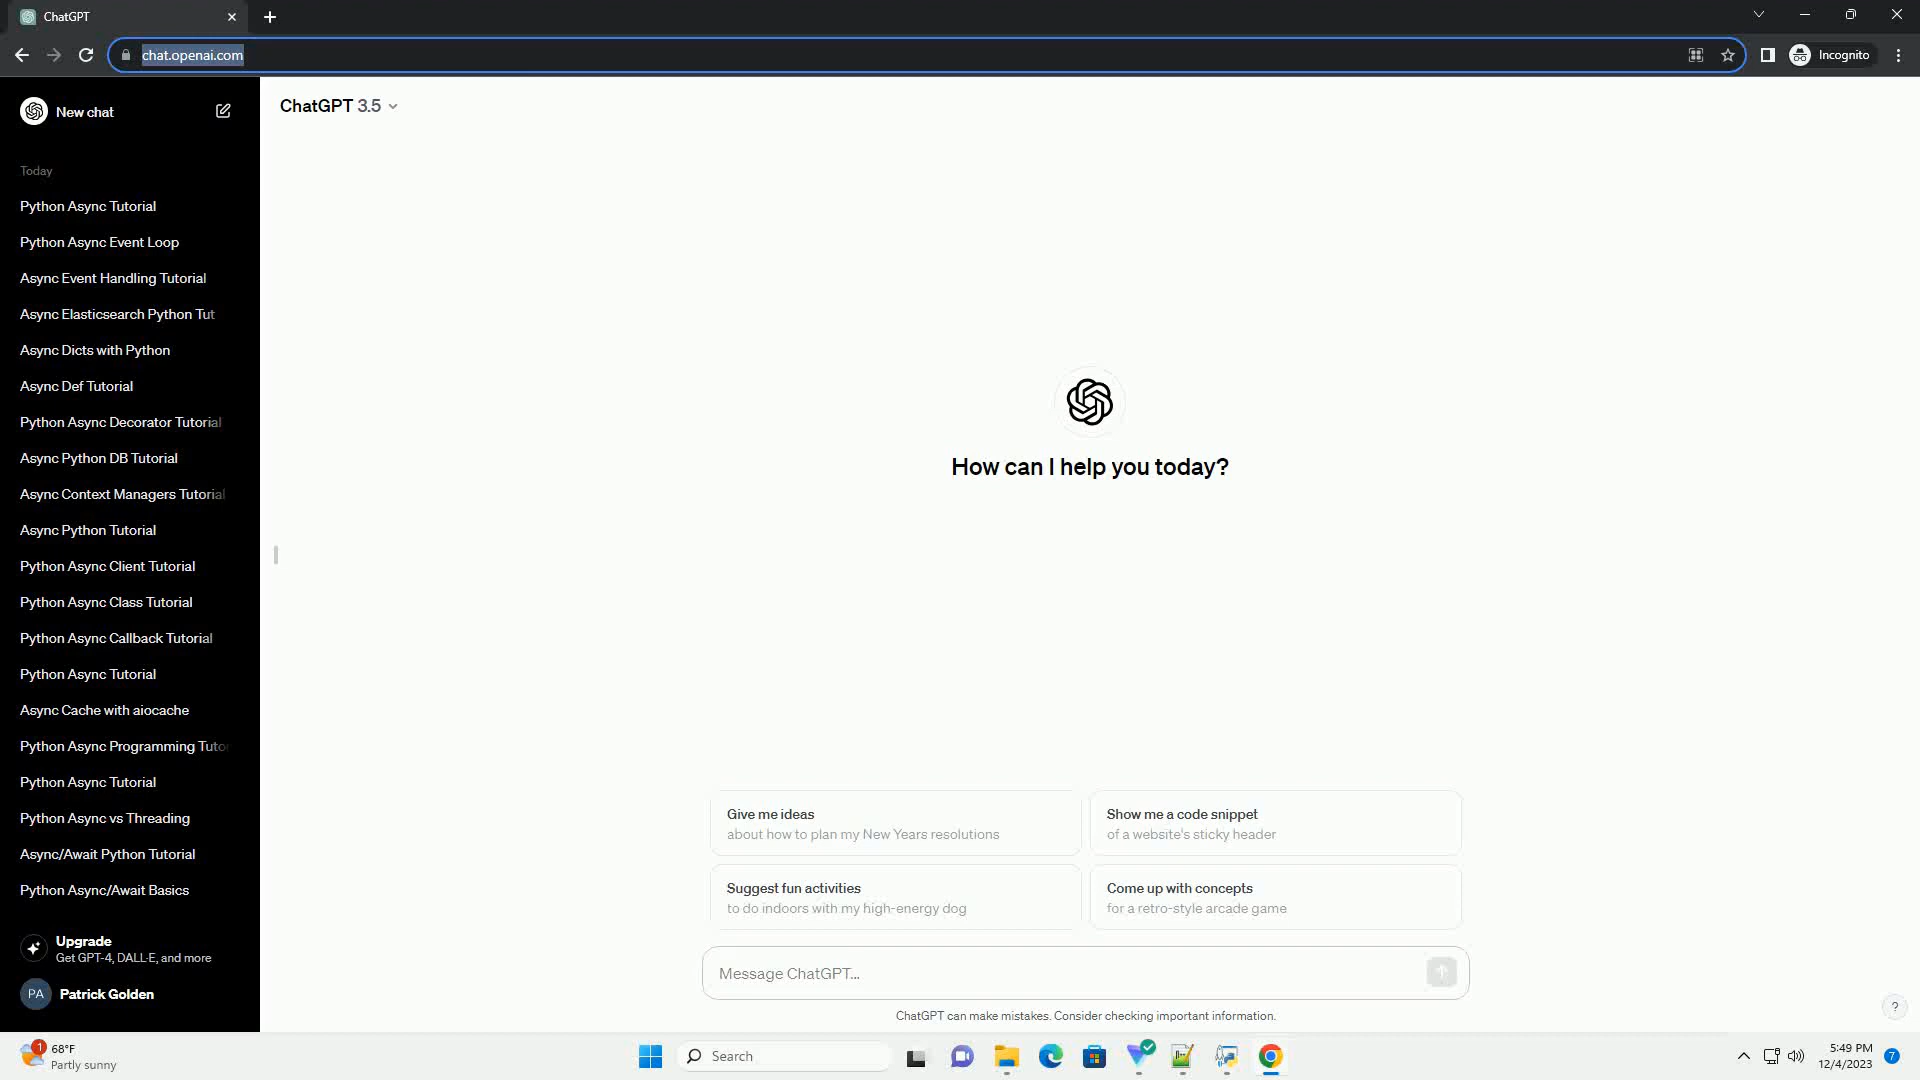 ChatGPT
chat.openai.com
Incognito
New chat
ChatGPT 3.5
Today
Python Async Tutorial
Python Async Event Loop
Async Event Handling Tutorial
Async Elasticsearch Python Tut
Async Dicts with Python
Async Def Tutorial
Python Async Decorator Tutorial
Async Python DB Tutorial
Async Context Managers Tutorial
Async Python Tutorial
Python Async Client Tutorial
Python Async Class Tutorial
Python Async Callback Tutorial
Python Async Tutorial
Async Cache with aiocache
Python Async Programming Tutor
Python Async Tutorial
Python Async vs Threading
Async/Await Python Tutorial
Python Async/Await Basics
Upgrade
Get GPT-4, DALL·E, and more
PA Patrick Golden
How can I help you today?
Give me ideas
about how to plan my New Years resolutions
Show me a code snippet
of a website's sticky header
Suggest fun activities
to do indoors with my high-energy dog
Come up with concepts
for a retro-style arcade game
Message ChatGPT...
ChatGPT can make mistakes. Consider checking important information.
?
1
68°F
Partly sunny
Search
5:49 PM
12/4/2023
7